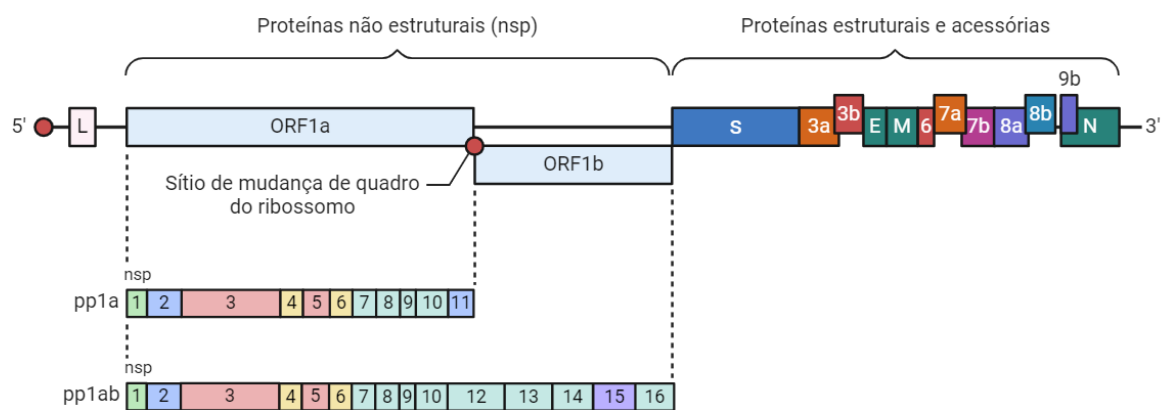 Proteínas não estruturais (nsp)
Proteínas estruturais e acessórias
9b
5' L ORF1a S 3a 3b E M 6 7a 7b 8a 8b N 3'
ORF1b
Sítio de mudança de quadro
do ribossomo
nsp
pp1a 1 2 3 4 5 6 7 8 9 10 11
nsp
pp1ab 1 2 3 4 5 6 7 8 9 10 12 13 14 15 16